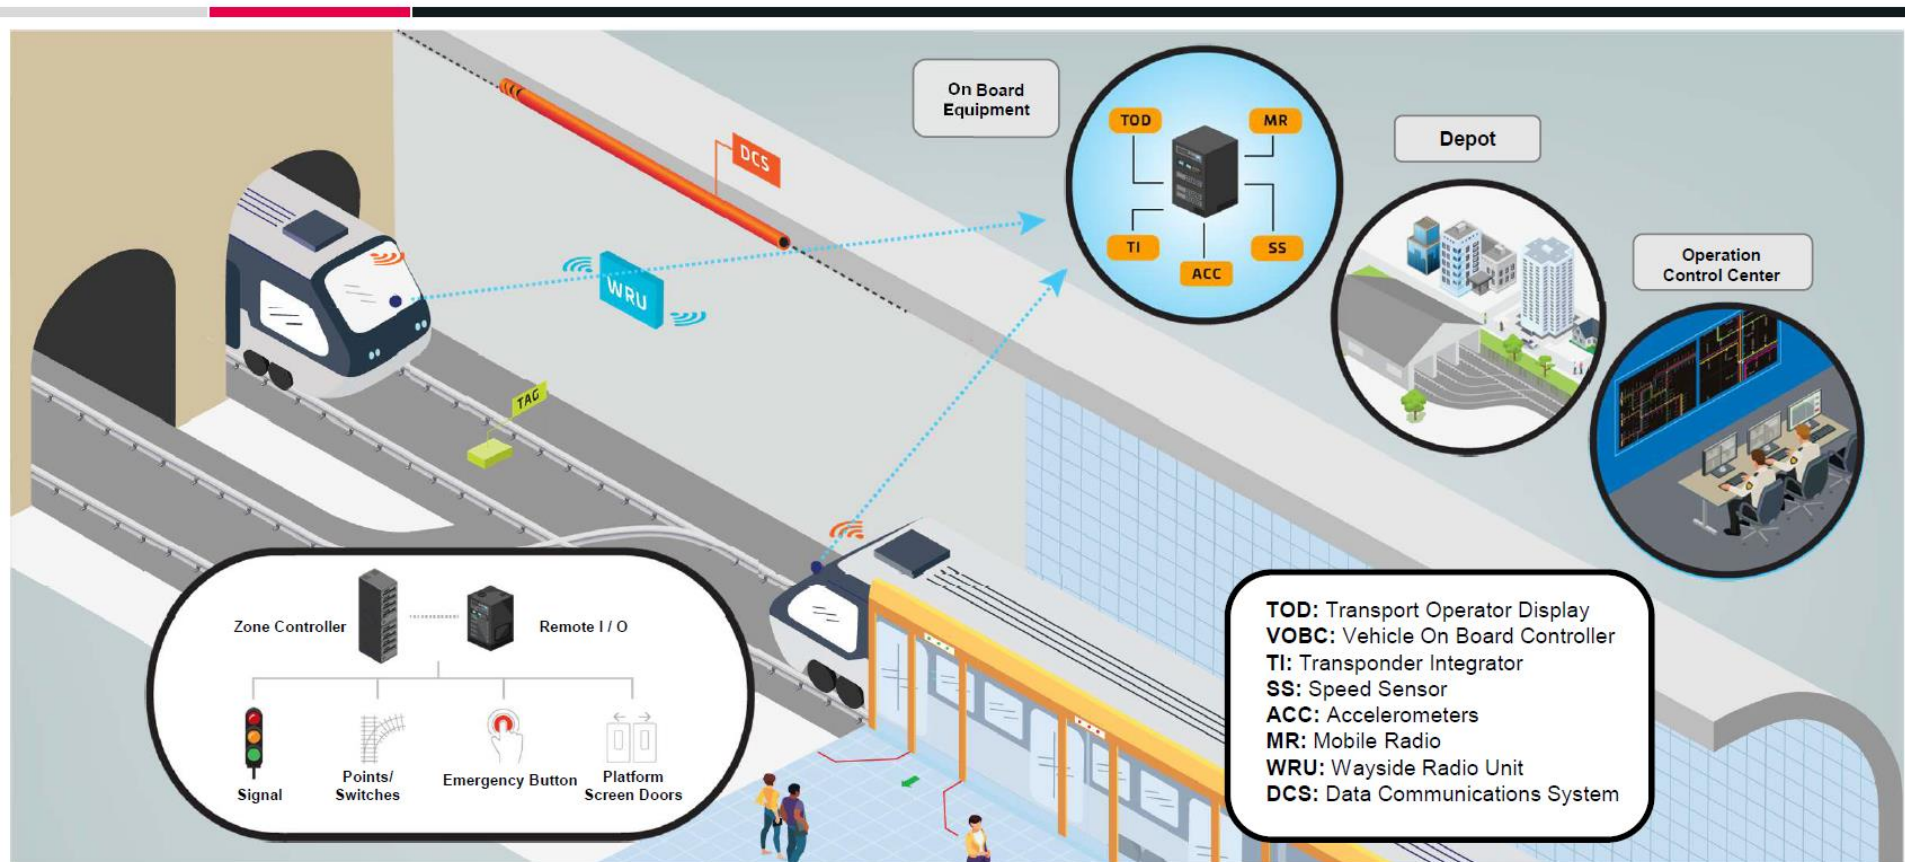 On Board
Equipment
TOD
MR
TI
SS
ACC
Depot
Operation
Control Center
DCS
WRU
TAG
Zone Controller
Remote I / O
Signal
Points/
Switches
Emergency Button
Platform
Screen Doors
TOD: Transport Operator Display
VOBC: Vehicle On Board Controller
TI: Transponder Integrator
SS: Speed Sensor
ACC: Accelerometers
MR: Mobile Radio
WRU: Wayside Radio Unit
DCS: Data Communications System